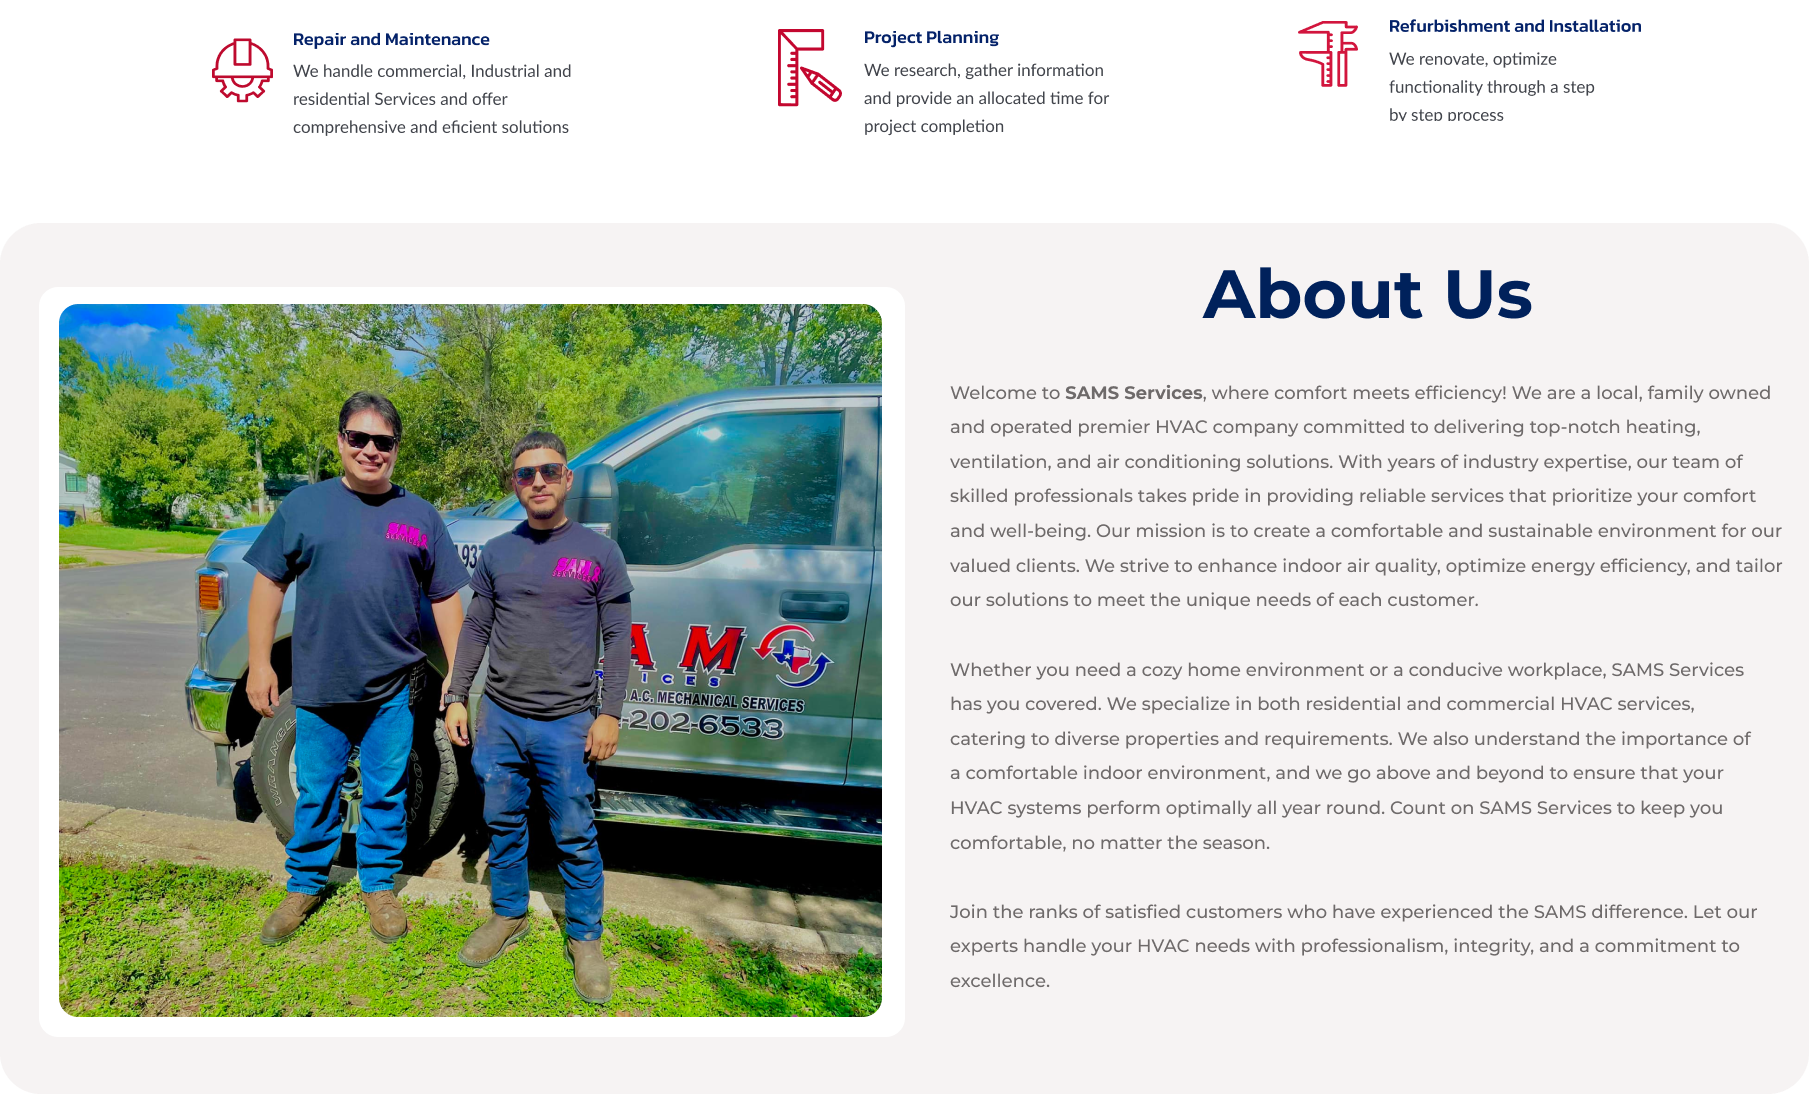 Repair and Maintenance
We handle commercial, Industrial and
residential Services and offer
comprehensive and eficient solutions
Project Planning
We research, gather information
and provide an allocated time for
project completion
Refurbishment and Installation
We renovate, optimize
functionality through a step
by step process
About Us
Welcome to SAMS Services, where comfort meets efficiency! We are a local, family owned
and operated premier HVAC company committed to delivering top-notch heating,
ventilation, and air conditioning solutions. With years of industry expertise, our team of
skilled professionals takes pride in providing reliable services that prioritize your comfort
and well-being. Our mission is to create a comfortable and sustainable environment for our
valued clients. We strive to enhance indoor air quality, optimize energy efficiency, and tailor
our solutions to meet the unique needs of each customer.
Whether you need a cozy home environment or a conducive workplace, SAMS Services
has you covered. We specialize in both residential and commercial HVAC services,
catering to diverse properties and requirements. We also understand the importance of
a comfortable indoor environment, and we go above and beyond to ensure that your
HVAC systems perform optimally all year round. Count on SAMS Services to keep you
comfortable, no matter the season.
Join the ranks of satisfied customers who have experienced the SAMS difference. Let our
experts handle your HVAC needs with professionalism, integrity, and a commitment to
excellence.
SERVICES
SERVICES
A937
AM
ICES
A.C. MECHANICAL SERVICES
-202-6533
WRANGLER